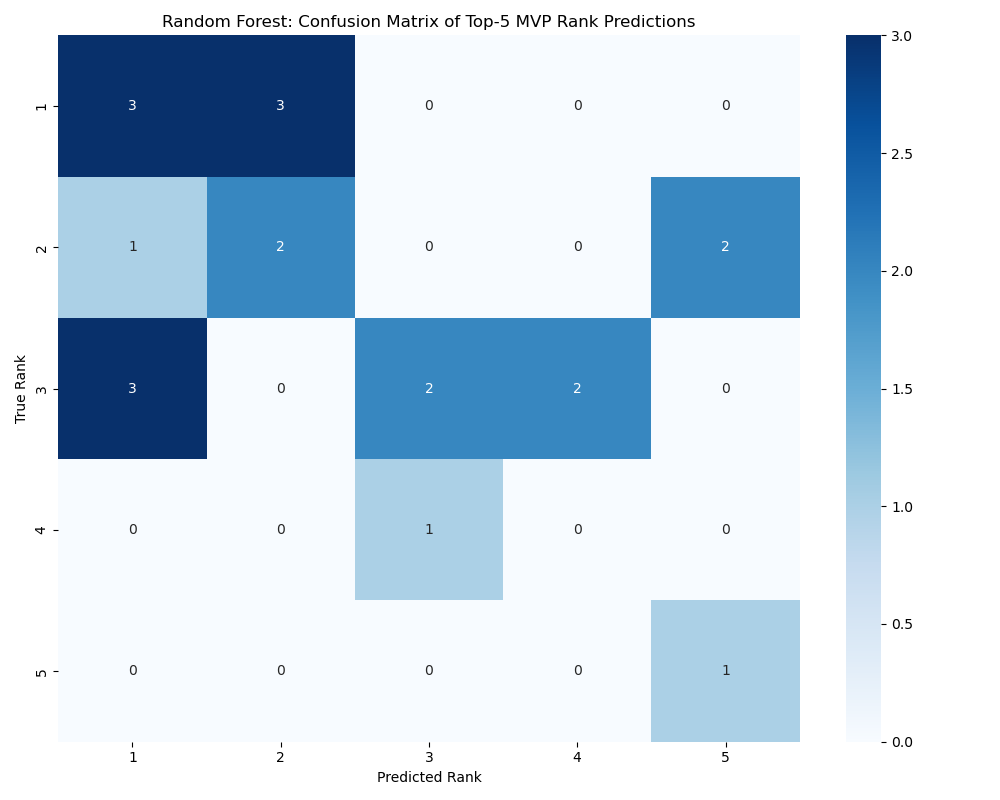 Random Forest: Confusion Matrix of Top-5 MVP Rank Predictions
True Rank
1 3 3 0 0 0
2 1 2 0 0 2
3 3 0 2 2 0
4 0 0 1 0 0
5 0 0 0 0 1
1 2 3 4 5
Predicted Rank
3.0
2.5
2.0
1.5
1.0
0.5
0.0